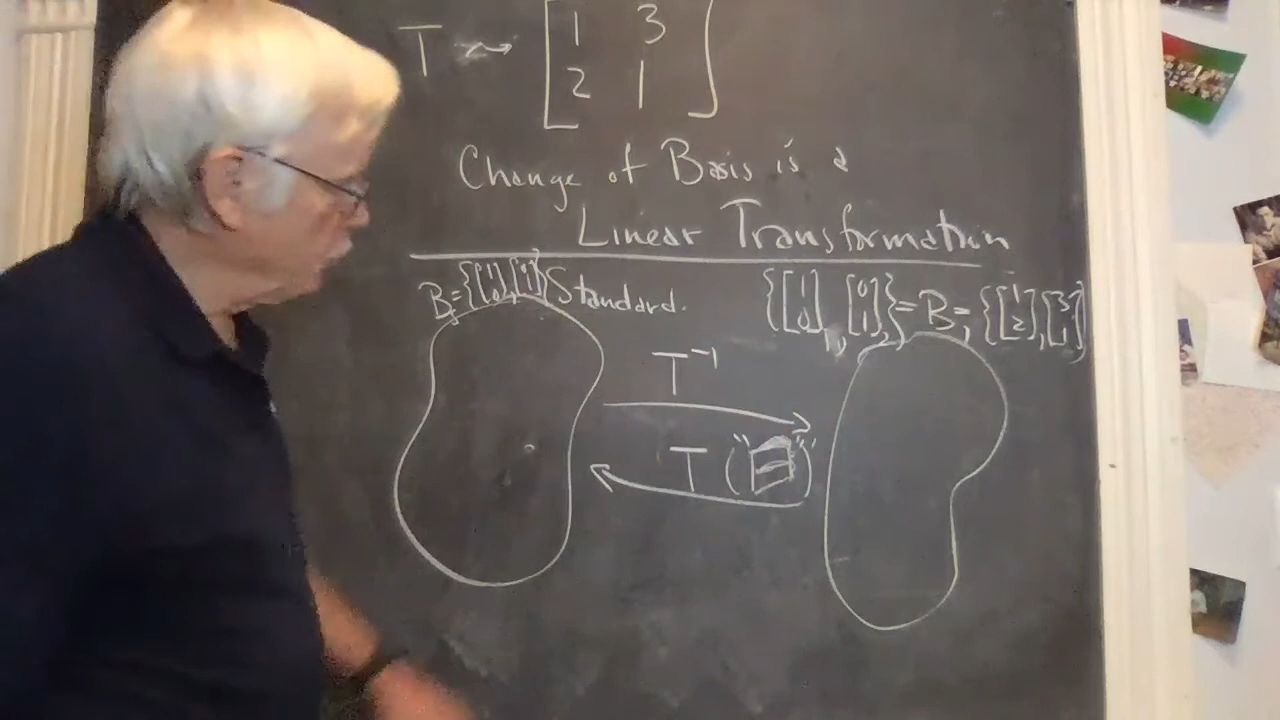 T ⇝ [1 3
2 1]
Change of Basis is a
Linear Transformation
B₁={[1 0],[0 1]} Standard. {[1 0],[0 1]}=B={[1 2],[3 1]}
T⁻¹
T (" ")